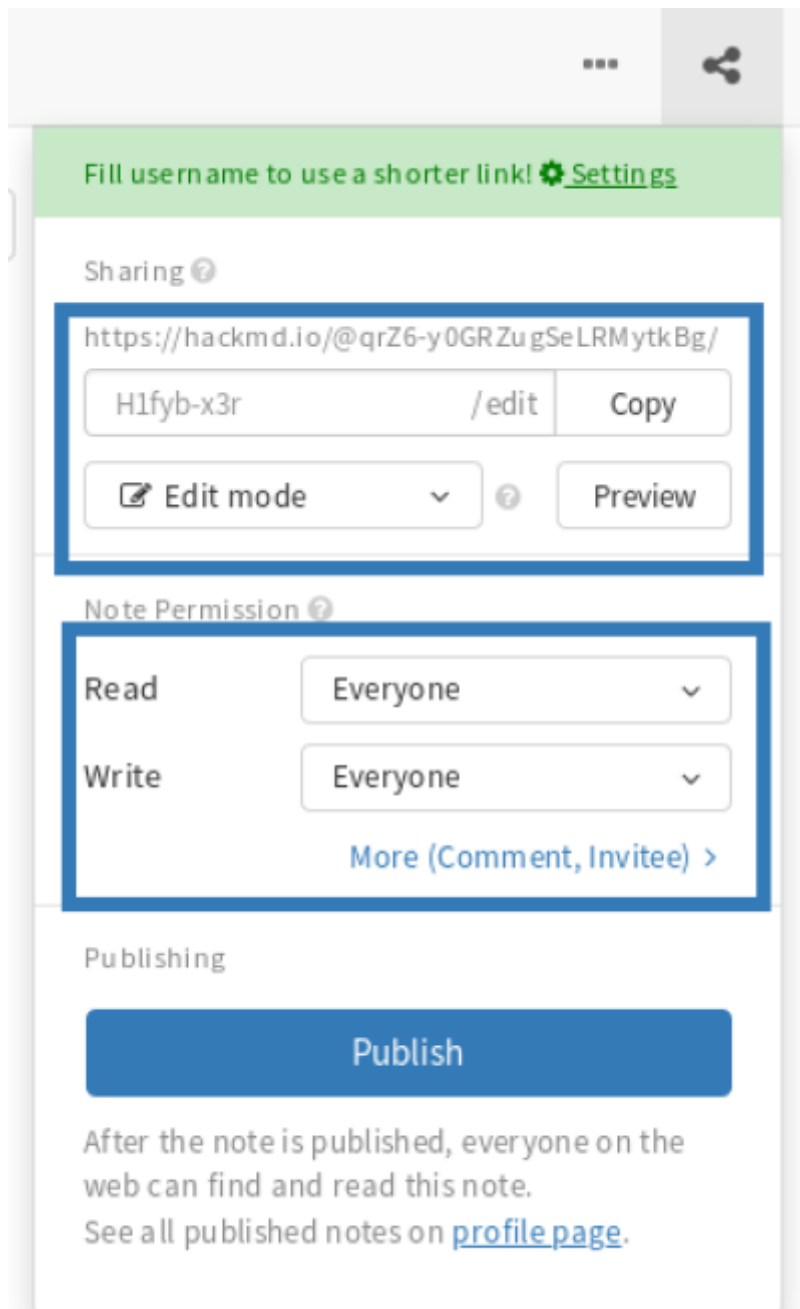 Fill username to use a shorter link! Settings
Sharing
https://hackmd.io/@qrZ6-y0GRZugSeLRMytkBg/
H1fyb-x3r /edit Copy
Edit mode Preview
Note Permission
Read Everyone
Write Everyone
More (Comment, Invitee) >
Publishing
Publish
After the note is published, everyone on the
web can find and read this note.
See all published notes on profile page.